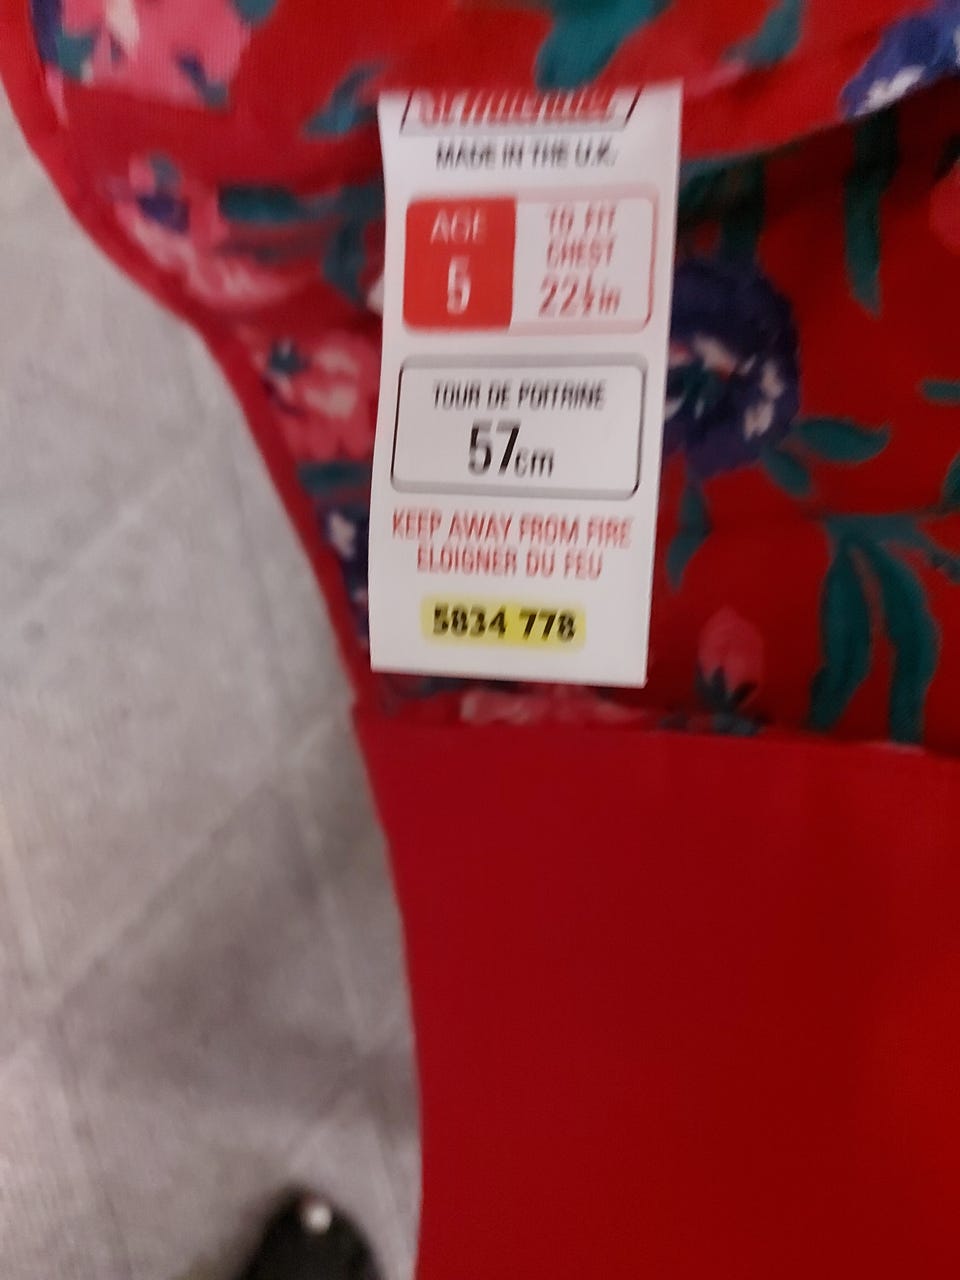 MADE IN THE U.K.
AGE
5
TO FIT
CHEST
22½in
TOUR DE POITRINE
57cm
KEEP AWAY FROM FIRE
ELOIGNER DU FEU
5834 778